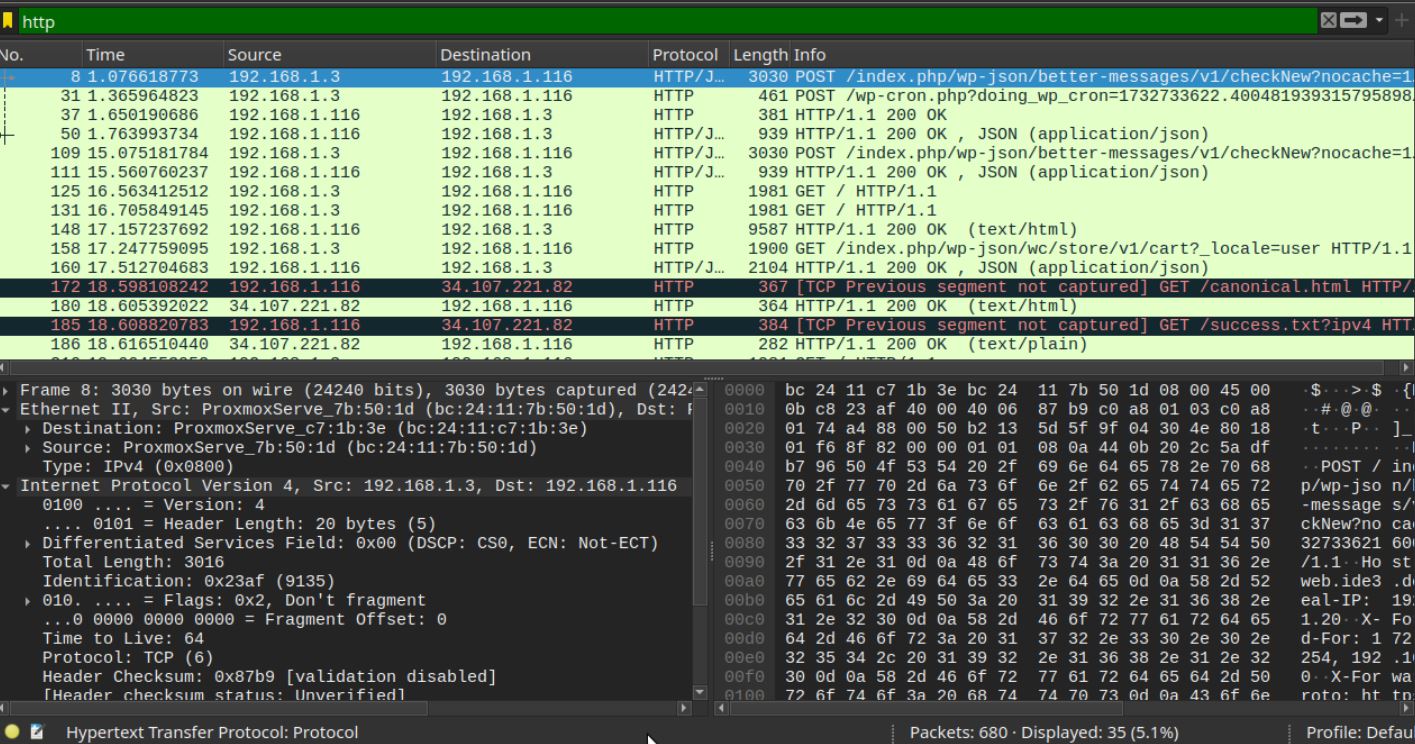 http
No. Time Source Destination Protocol Length Info
8 1.076618773 192.168.1.3 192.168.1.116 HTTP/J… 3030 POST /index.php/wp-json/better-messages/v1/checkNew?nocache=1
31 1.365964823 192.168.1.3 192.168.1.116 HTTP 461 POST /wp-cron.php?doing_wp_cron=1732733622.400481939315795898
37 1.650190686 192.168.1.116 192.168.1.3 HTTP 381 HTTP/1.1 200 OK
50 1.763993734 192.168.1.116 192.168.1.3 HTTP/J… 939 HTTP/1.1 200 OK , JSON (application/json)
109 15.075181784 192.168.1.3 192.168.1.116 HTTP/J… 3030 POST /index.php/wp-json/better-messages/v1/checkNew?nocache=1
111 15.560760237 192.168.1.116 192.168.1.3 HTTP/J… 939 HTTP/1.1 200 OK , JSON (application/json)
125 16.563412512 192.168.1.3 192.168.1.116 HTTP 1981 GET / HTTP/1.1
131 16.705849145 192.168.1.3 192.168.1.116 HTTP 1981 GET / HTTP/1.1
148 17.157237692 192.168.1.116 192.168.1.3 HTTP 9587 HTTP/1.1 200 OK (text/html)
158 17.247759095 192.168.1.3 192.168.1.116 HTTP 1900 GET /index.php/wp-json/wc/store/v1/cart?_locale=user HTTP/1.1
160 17.512704683 192.168.1.116 192.168.1.3 HTTP/J… 2104 HTTP/1.1 200 OK , JSON (application/json)
172 18.598108242 192.168.1.116 34.107.221.82 HTTP 367 [TCP Previous segment not captured] GET /canonical.html HTTP/
180 18.605392022 34.107.221.82 192.168.1.116 HTTP 364 HTTP/1.1 200 OK (text/html)
185 18.608820783 192.168.1.116 34.107.221.82 HTTP 384 [TCP Previous segment not captured] GET /success.txt?ipv4 HTT
186 18.616510440 34.107.221.82 192.168.1.116 HTTP 282 HTTP/1.1 200 OK (text/plain)
Frame 8: 3030 bytes on wire (24240 bits), 3030 bytes captured (2424
Ethernet II, Src: ProxmoxServe_7b:50:1d (bc:24:11:7b:50:1d), Dst: P
Destination: ProxmoxServe_c7:1b:3e (bc:24:11:c7:1b:3e)
Source: ProxmoxServe_7b:50:1d (bc:24:11:7b:50:1d)
Type: IPv4 (0x0800)
Internet Protocol Version 4, Src: 192.168.1.3, Dst: 192.168.1.116
0100 .... = Version: 4
.... 0101 = Header Length: 20 bytes (5)
Differentiated Services Field: 0x00 (DSCP: CS0, ECN: Not-ECT)
Total Length: 3016
Identification: 0x23af (9135)
010. .... = Flags: 0x2, Don't fragment
...0 0000 0000 0000 = Fragment Offset: 0
Time to Live: 64
Protocol: TCP (6)
Header Checksum: 0x87b9 [validation disabled]
[Header checksum status: Unverified]
0000 bc 24 11 c7 1b 3e bc 24 11 7b 50 1d 08 00 45 00 ·$···>·$ ·{
0010 0b c8 23 af 40 00 40 06 87 b9 c0 a8 01 03 c0 a8 ··#·@·@· ··
0020 01 74 a4 88 00 50 b2 13 5d 5f 9f 04 30 4e 80 18 ·t···P·· ]_
0030 01 f6 8f 82 00 00 01 01 08 0a 44 0b 20 2c 5a df ········ ··
0040 b7 96 50 4f 53 54 20 2f 69 6e 64 65 78 2e 70 68 ··POST / in
0050 70 2f 77 70 2d 6a 73 6f 6e 2f 62 65 74 74 65 72 p/wp-jso n/
0060 2d 6d 65 73 73 61 67 65 73 2f 76 31 2f 63 68 65 -message s/
0070 63 6b 4e 65 77 3f 6e 6f 63 61 63 68 65 3d 31 37 ckNew?no ca
0080 33 32 37 33 33 36 32 31 36 30 30 20 48 54 54 50 32733621 60
0090 2f 31 2e 31 0d 0a 48 6f 73 74 3a 20 31 31 36 2e /1.1··Ho st
00a0 77 65 62 2e 69 64 65 33 2e 64 65 0d 0a 58 2d 52 web.ide3 .d
00b0 65 61 6c 2d 49 50 3a 20 31 39 32 2e 31 36 38 2e eal-IP:  19
00c0 31 2e 32 30 0d 0a 58 2d 46 6f 72 77 61 72 64 65 1.20··X- Fo
00d0 64 2d 46 6f 72 3a 20 31 37 32 2e 33 30 2e 30 2e d-For: 1 72
00e0 32 35 34 2c 20 31 39 32 2e 31 36 38 2e 31 2e 32 254, 192 .1
00f0 30 0d 0a 58 2d 46 6f 72 77 61 72 64 65 64 2d 50 0··X-For wa
0100 72 6f 74 6f 3a 20 68 74 74 70 73 0d 0a 43 6f 6e roto: ht tp
Hypertext Transfer Protocol: Protocol Packets: 680 · Displayed: 35 (5.1%) Profile: Defau